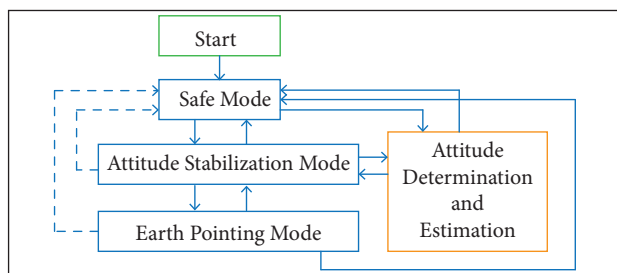 Start
Safe Mode
Attitude Stabilization Mode
Earth Pointing Mode
Attitude
Determination
and
Estimation